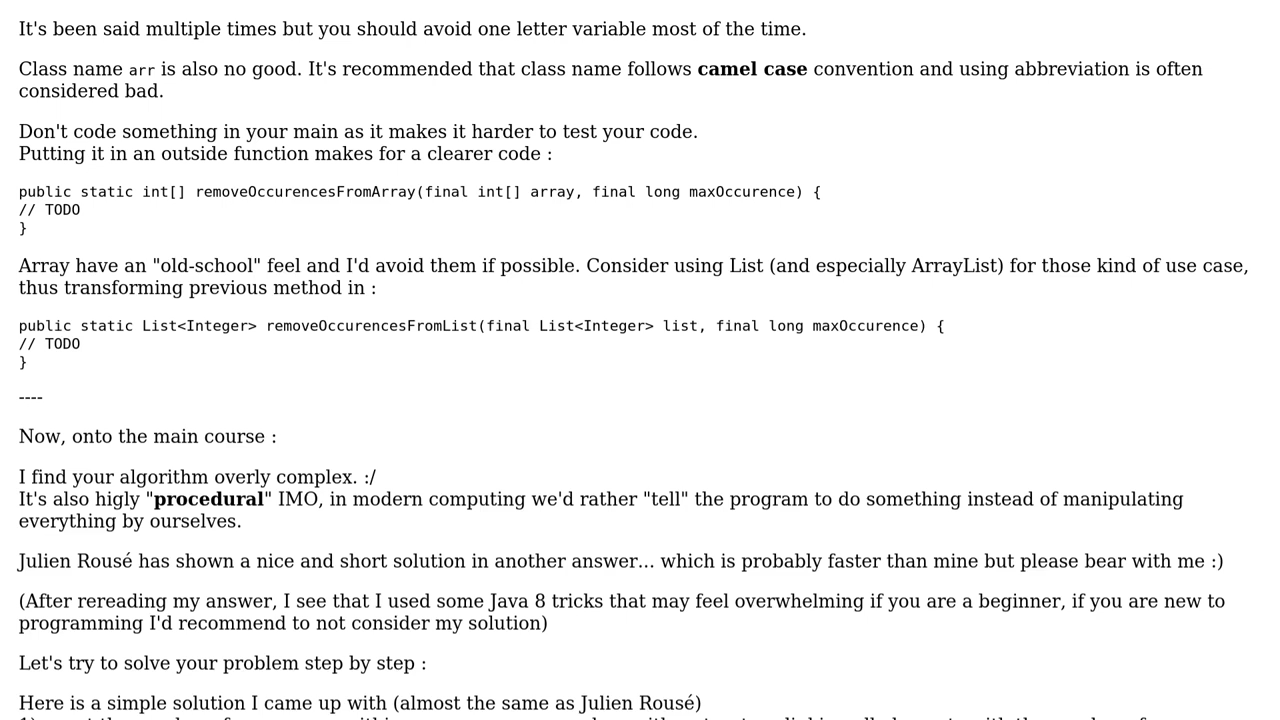 It's been said multiple times but you should avoid one letter variable most of the time.
Class name arr is also no good. It's recommended that class name follows camel case convention and using abbreviation is often
considered bad.
Don't code something in your main as it makes it harder to test your code.
Putting it in an outside function makes for a clearer code :
public static int[] removeOccurencesFromArray(final int[] array, final long maxOccurence) {
// TODO
}
Array have an "old-school" feel and I'd avoid them if possible. Consider using List (and especially ArrayList) for those kind of use case,
thus transforming previous method in :
public static List<Integer> removeOccurencesFromList(final List<Integer> list, final long maxOccurence) {
// TODO
}
----
Now, onto the main course :
I find your algorithm overly complex. :/
It's also higly "procedural" IMO, in modern computing we'd rather "tell" the program to do something instead of manipulating
everything by ourselves.
Julien Rousé has shown a nice and short solution in another answer... which is probably faster than mine but please bear with me :)
(After rereading my answer, I see that I used some Java 8 tricks that may feel overwhelming if you are a beginner, if you are new to
programming I'd recommend to not consider my solution)
Let's try to solve your problem step by step :
Here is a simple solution I came up with (almost the same as Julien Rousé)